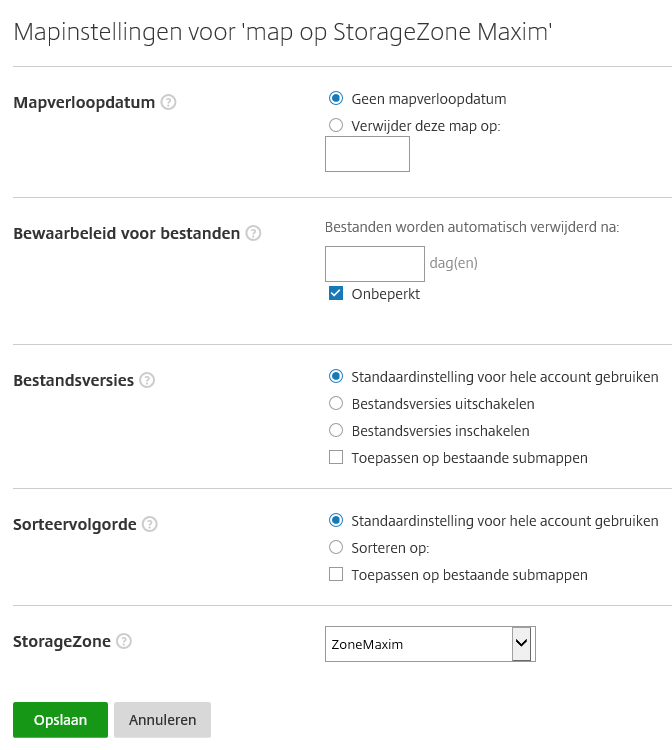 Mapinstellingen voor 'map op StorageZone Maxim'
Mapverloopdatum ?
Geen mapverloopdatum
Verwijder deze map op:
Bewaarbeleid voor bestanden ?
Bestanden worden automatisch verwijderd na:
dag(en)
Onbeperkt
Bestandsversies ?
Standaardinstelling voor hele account gebruiken
Bestandsversies uitschakelen
Bestandsversies inschakelen
Toepassen op bestaande submappen
Sorteervolgorde ?
Standaardinstelling voor hele account gebruiken
Sorteren op:
Toepassen op bestaande submappen
StorageZone ?
ZoneMaxim
Opslaan
Annuleren